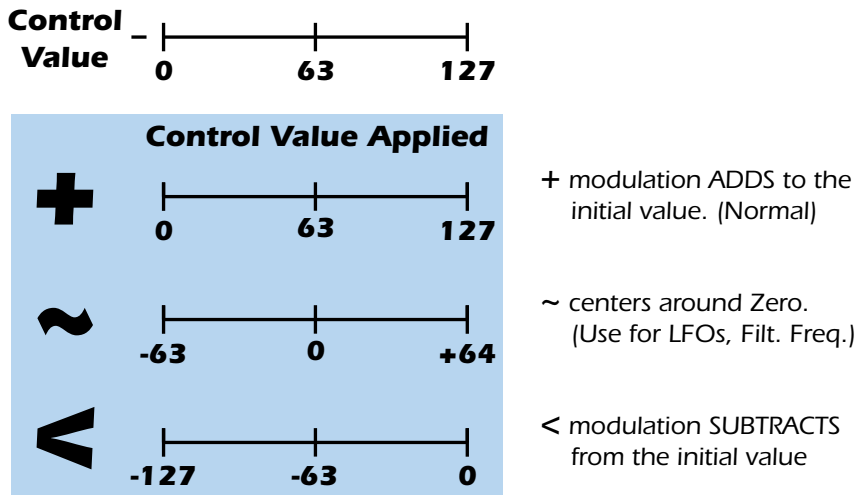 Control
Value
– 0 63 127
Control Value Applied
+ 0 63 127
+ modulation ADDS to the
initial value. (Normal)
~ -63 0 +64
~ centers around Zero.
(Use for LFOs, Filt. Freq.)
< -127 -63 0
< modulation SUBTRACTS
from the initial value